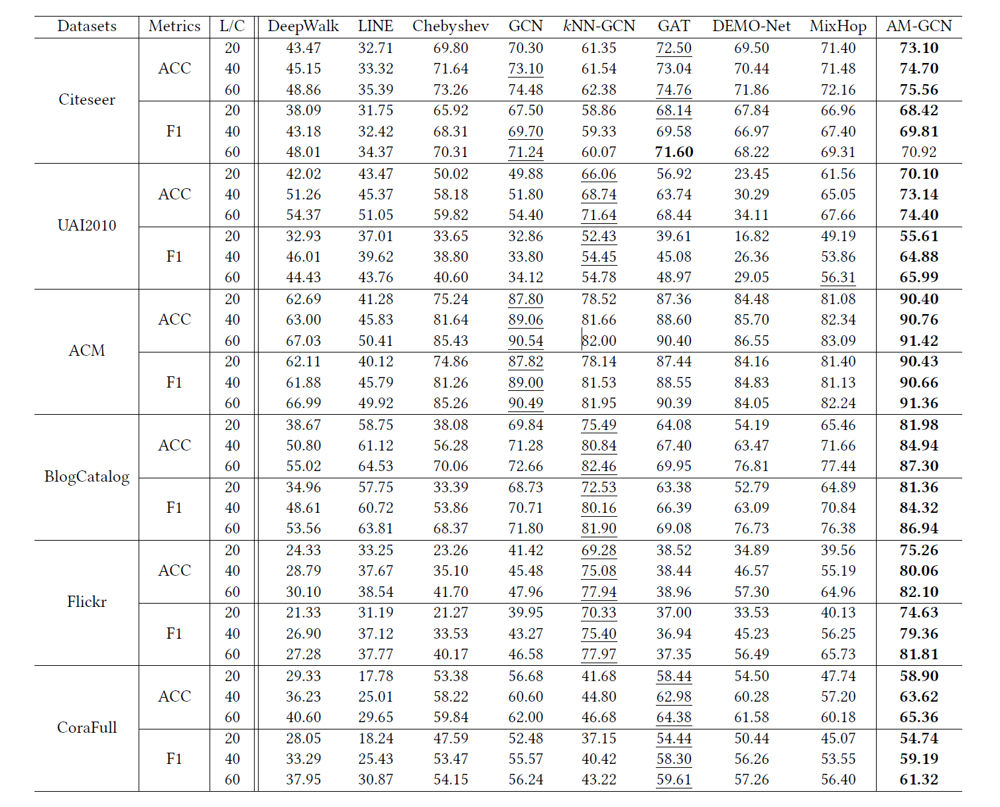 Datasets Metrics L/C DeepWalk LINE Chebyshev GCN kNN-GCN GAT DEMO-Net MixHop AM-GCN
Citeseer ACC 20 43.47 32.71 69.80 70.30 61.35 72.50 69.50 71.40 73.10
40 45.15 33.32 71.64 73.10 61.54 73.04 70.44 71.48 74.70
60 48.86 35.39 73.26 74.48 62.38 74.76 71.86 72.16 75.56
F1 20 38.09 31.75 65.92 67.50 58.86 68.14 67.84 66.96 68.42
40 43.18 32.42 68.31 69.70 59.33 69.58 66.97 67.40 69.81
60 48.01 34.37 70.31 71.24 60.07 71.60 68.22 69.31 70.92
UAI2010 ACC 20 42.02 43.47 50.02 49.88 66.06 56.92 23.45 61.56 70.10
40 51.26 45.37 58.18 51.80 68.74 63.74 30.29 65.05 73.14
60 54.37 51.05 59.82 54.40 71.64 68.44 34.11 67.66 74.40
F1 20 32.93 37.01 33.65 32.86 52.43 39.61 16.82 49.19 55.61
40 46.01 39.62 38.80 33.80 54.45 45.08 26.36 53.86 64.88
60 44.43 43.76 40.60 34.12 54.78 48.97 29.05 56.31 65.99
ACM ACC 20 62.69 41.28 75.24 87.80 78.52 87.36 84.48 81.08 90.40
40 63.00 45.83 81.64 89.06 81.66 88.60 85.70 82.34 90.76
60 67.03 50.41 85.43 90.54 82.00 90.40 86.55 83.09 91.42
F1 20 62.11 40.12 74.86 87.82 78.14 87.44 84.16 81.40 90.43
40 61.88 45.79 81.26 89.00 81.53 88.55 84.83 81.13 90.66
60 66.99 49.92 85.26 90.49 81.95 90.39 84.05 82.24 91.36
BlogCatalog ACC 20 38.67 58.75 38.08 69.84 75.49 64.08 54.19 65.46 81.98
40 50.80 61.12 56.28 71.28 80.84 67.40 63.47 71.66 84.94
60 55.02 64.53 70.06 72.66 82.46 69.95 76.81 77.44 87.30
F1 20 34.96 57.75 33.39 68.73 72.53 63.38 52.79 64.89 81.36
40 48.61 60.72 53.86 70.71 80.16 66.39 63.09 70.84 84.32
60 53.56 63.81 68.37 71.80 81.90 69.08 76.73 76.38 86.94
Flickr ACC 20 24.33 33.25 23.26 41.42 69.28 38.52 34.89 39.56 75.26
40 28.79 37.67 35.10 45.48 75.08 38.44 46.57 55.19 80.06
60 30.10 38.54 41.70 47.96 77.94 38.96 57.30 64.96 82.10
F1 20 21.33 31.19 21.27 39.95 70.33 37.00 33.53 40.13 74.63
40 26.90 37.12 33.53 43.27 75.40 36.94 45.23 56.25 79.36
60 27.28 37.77 40.17 46.58 77.97 37.35 56.49 65.73 81.81
CoraFull ACC 20 29.33 17.78 53.38 56.68 41.68 58.44 54.50 47.74 58.90
40 36.23 25.01 58.22 60.60 44.80 62.98 60.28 57.20 63.62
60 40.60 29.65 59.84 62.00 46.68 64.38 61.58 60.18 65.36
F1 20 28.05 18.24 47.59 52.48 37.15 54.44 50.44 45.07 54.74
40 33.29 25.43 53.47 55.57 40.42 58.30 56.26 53.55 59.19
60 37.95 30.87 54.15 56.24 43.22 59.61 57.26 56.40 61.32